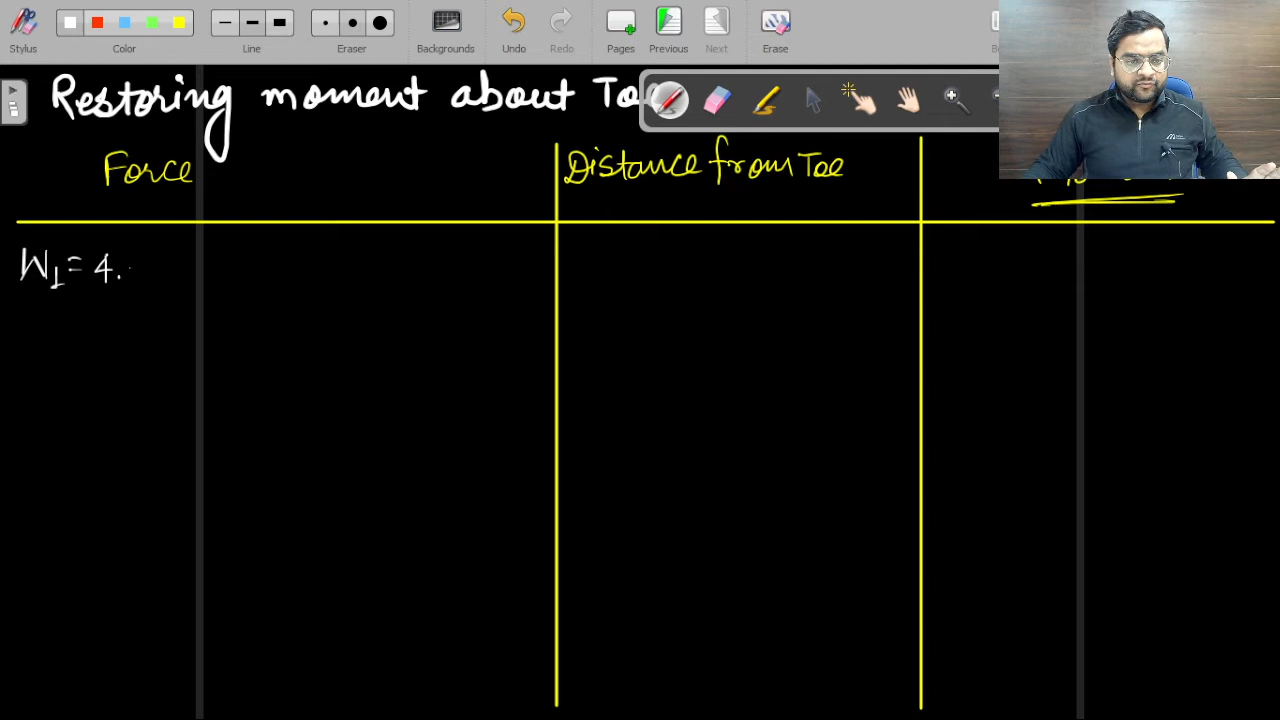 Stylus Color Line Eraser Backgrounds Undo Redo Pages Previous Next Erase
Restoring moment about Toe
Force Distance from Toe
W1 = 4.